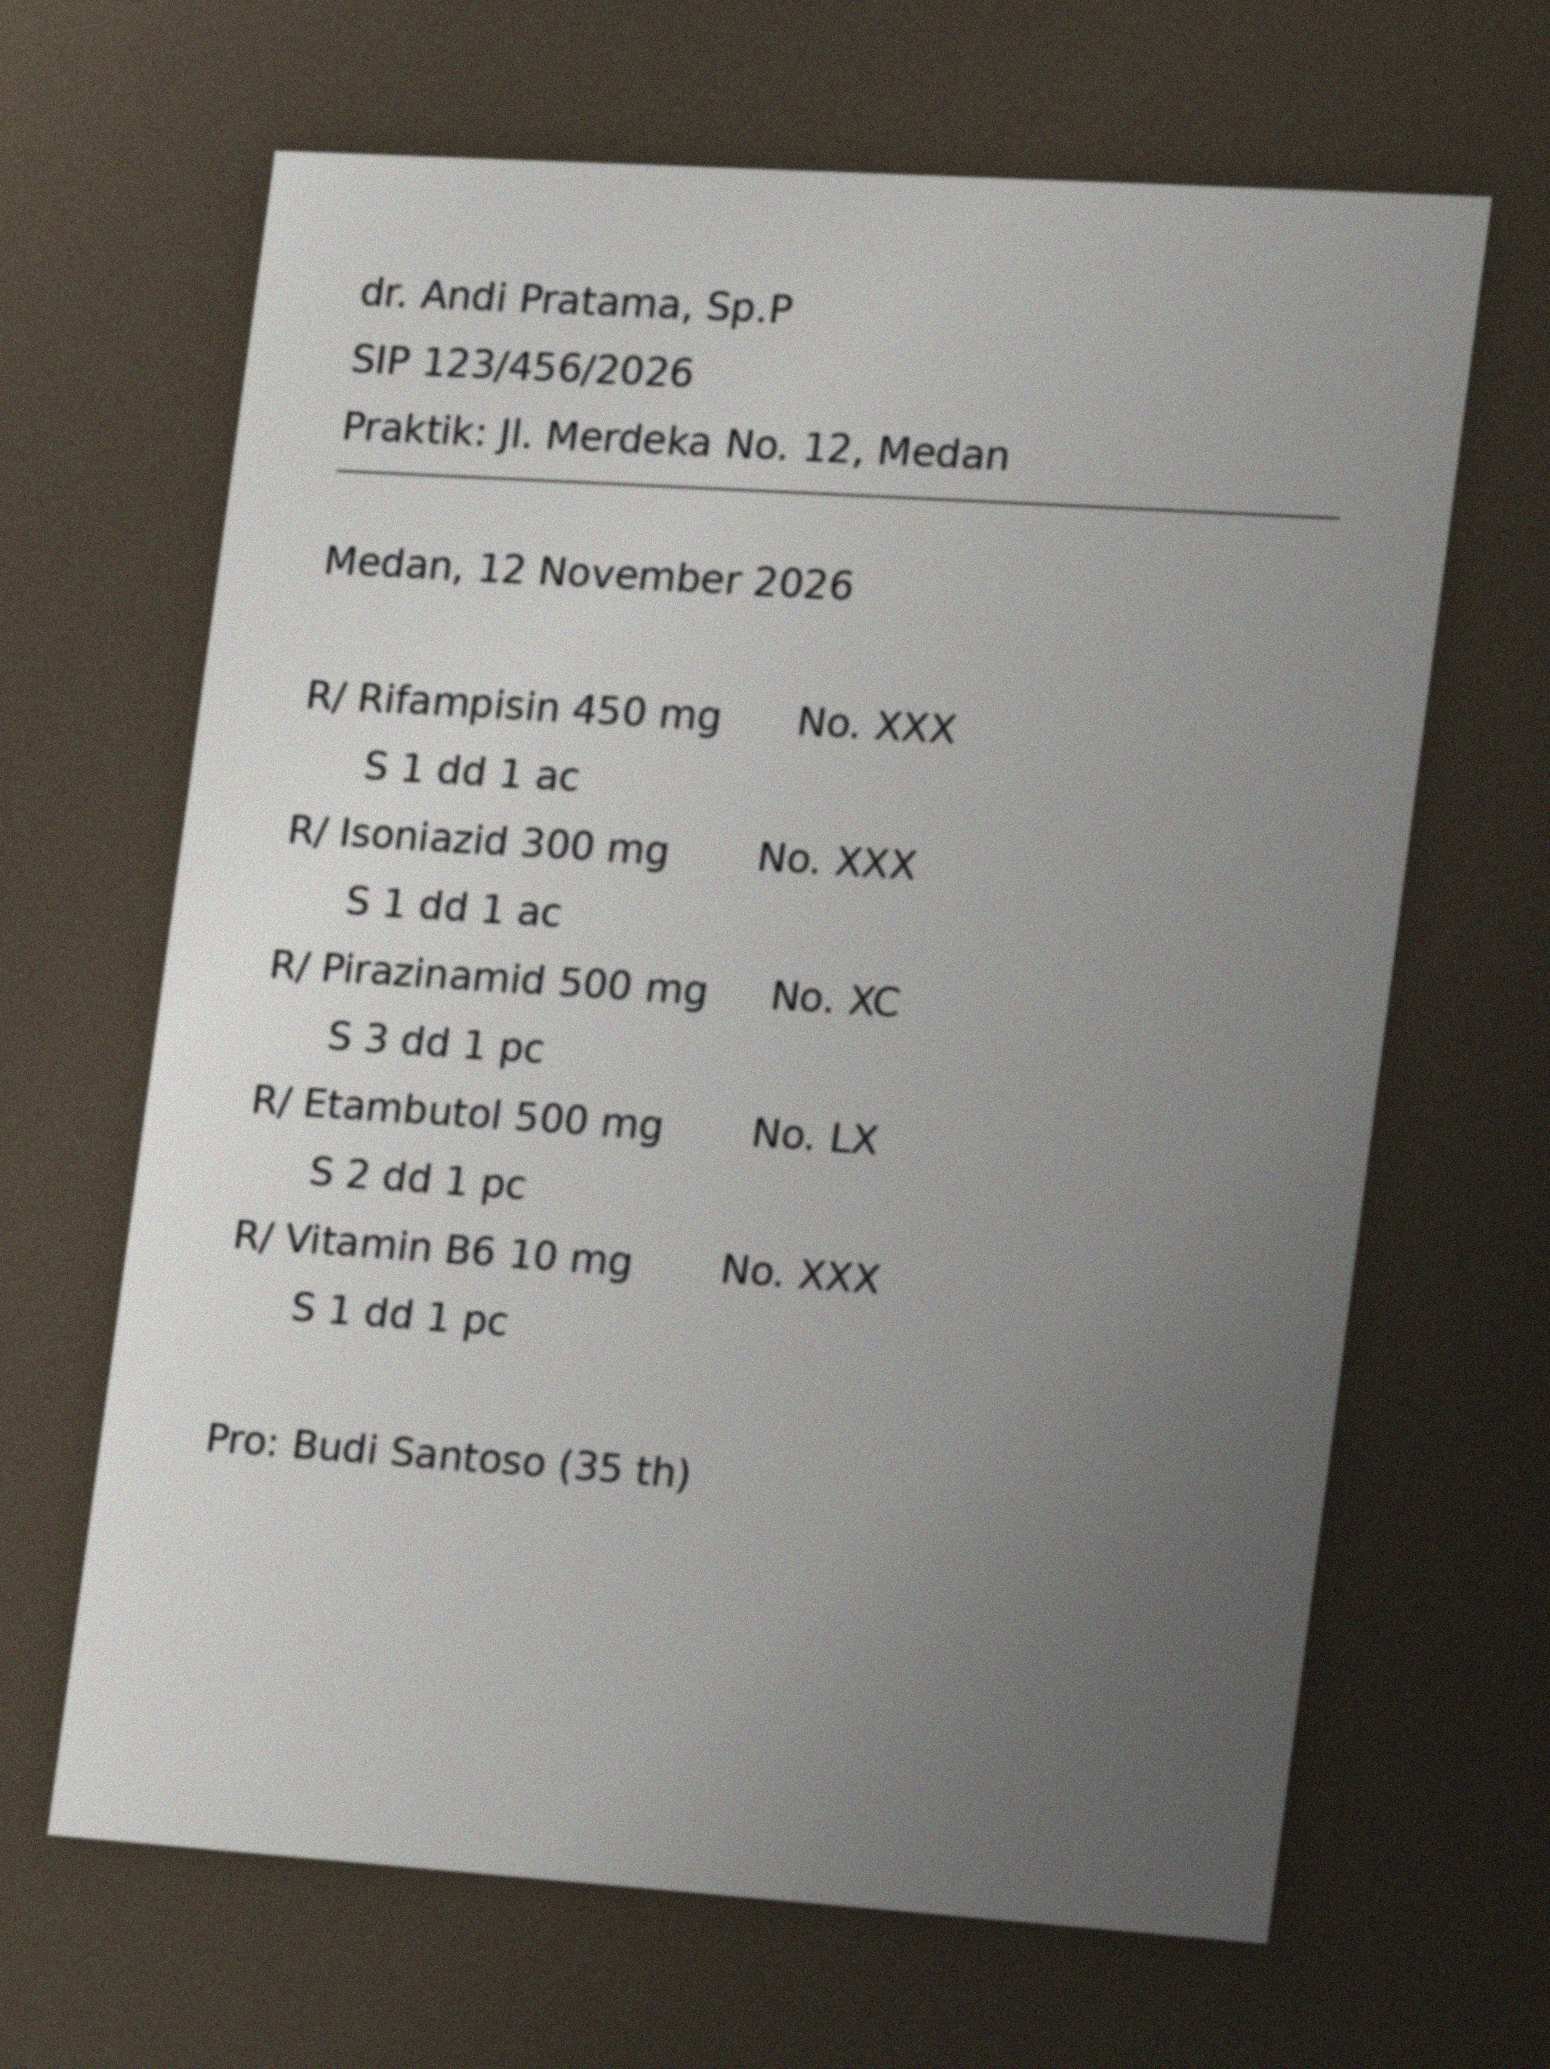 dr. Andi Pratama, Sp.P
SIP 123/456/2026
Praktik: Jl. Merdeka No. 12, Medan
Medan, 12 November 2026
R/ Rifampisin 450 mg No. XXX
S 1 dd 1 ac
R/ Isoniazid 300 mg No. XXX
S 1 dd 1 ac
R/ Pirazinamid 500 mg No. XC
S 3 dd 1 pc
R/ Etambutol 500 mg No. LX
S 2 dd 1 pc
R/ Vitamin B6 10 mg No. XXX
S 1 dd 1 pc
Pro: Budi Santoso (35 th)